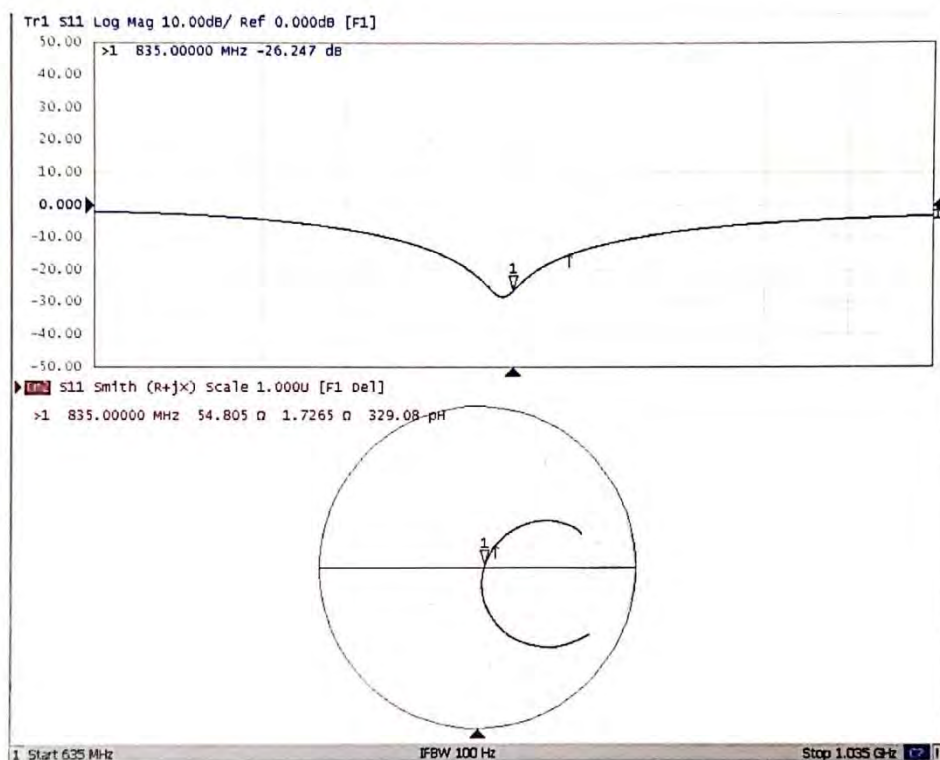 Tr1 S11 Log Mag 10.00dB/ Ref 0.000dB [F1]
50.00
>1 835.00000 MHz -26.247 dB
40.00
30.00
20.00
10.00
0.000
-10.00
-20.00
-30.00
-40.00
-50.00
1
S11 Smith (R+jX) Scale 1.000U [F1 Del]
>1 835.00000 MHz 54.805 Ω 1.7265 Ω 329.08 pH
1
1 Start 635 MHz IFBW 100 Hz Stop 1.035 GHz C?